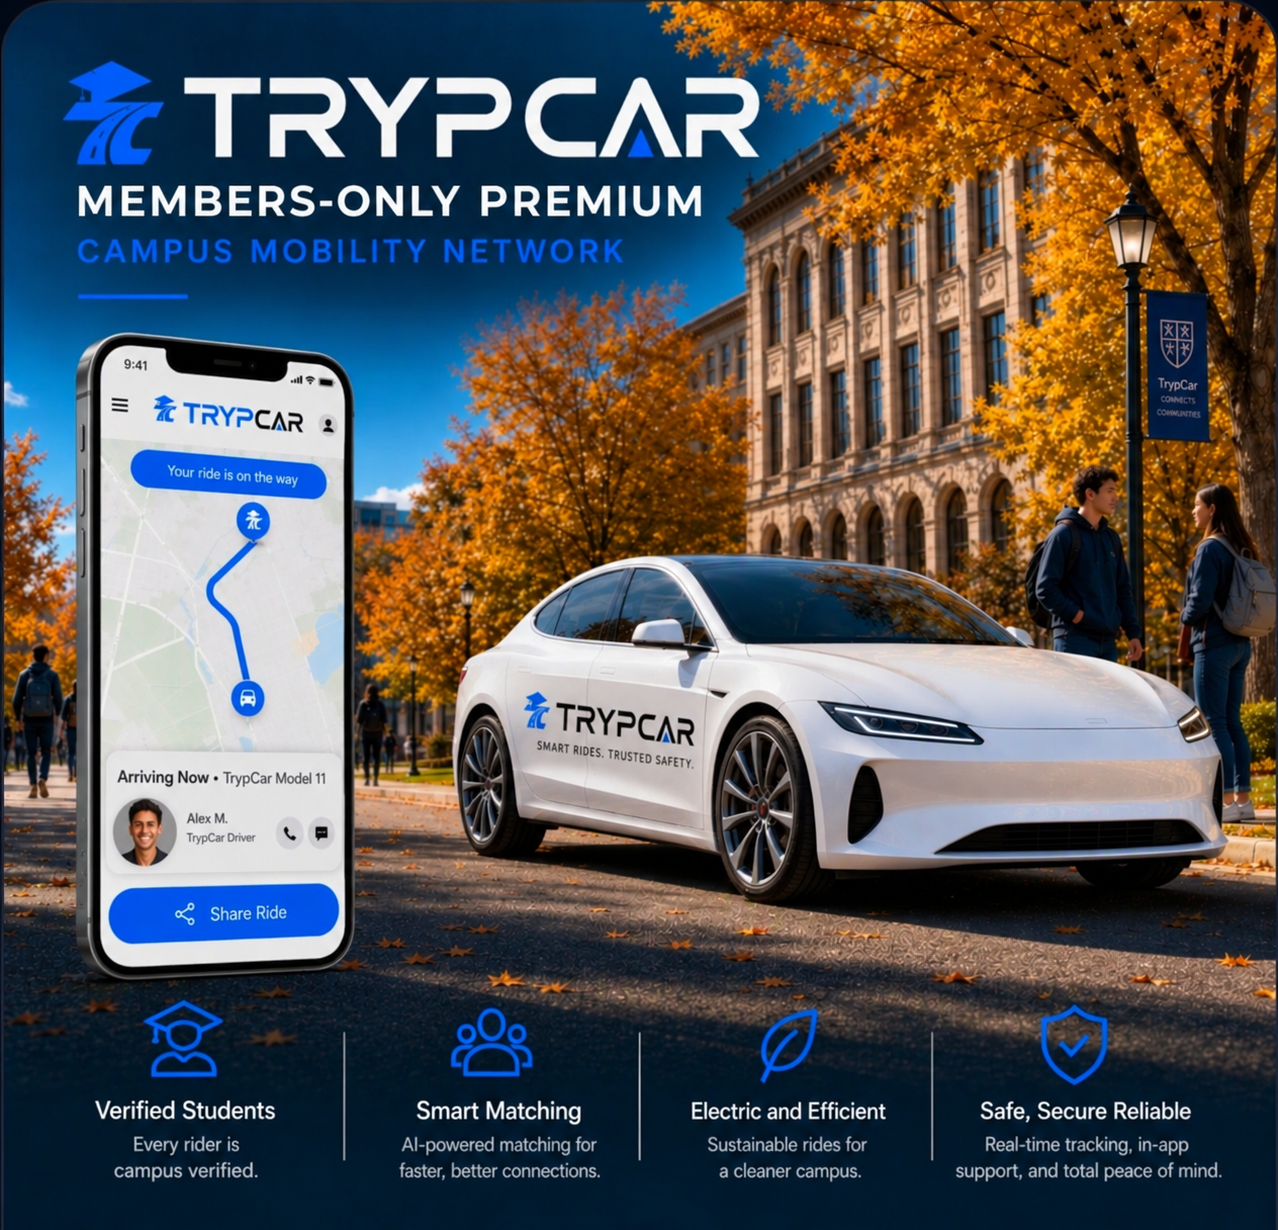 TRYPCAR
MEMBERS-ONLY PREMIUM
CAMPUS MOBILITY NETWORK
9:41
TRYPCAR
Your ride is on the way
Arriving Now • TrypCar Model 11
Alex M.
TrypCar Driver
Share Ride
TrypCar
CONNECTS
COMMUNITIES
TRYPCAR
SMART RIDES. TRUSTED SAFETY.
Verified Students
Every rider is
campus verified.
Smart Matching
AI-powered matching for
faster, better connections.
Electric and Efficient
Sustainable rides for
a cleaner campus.
Safe, Secure Reliable
Real-time tracking, in-app
support, and total peace of mind.